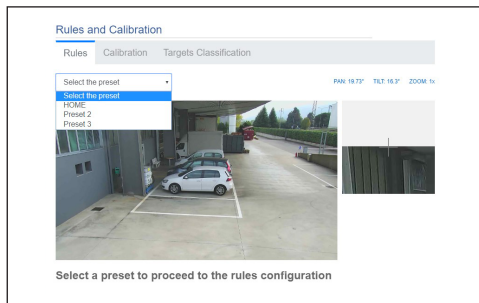 Rules and Calibration
Rules Calibration Targets Classification
Select the preset PAN: 19.73° TILT: 16.3° ZOOM: 1x
Select the preset
HOME
Preset 2
Preset 3
Select a preset to proceed to the rules configuration